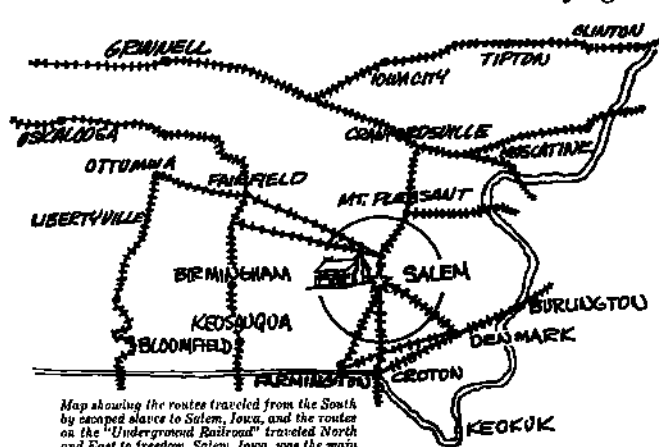 CLINTON
GRINNELL
TIPTON
IOWA CITY
OSKALOOSA
CRAWFORDSVILLE
MUSCATINE
OTTUMWA
FAIRFIELD
MT. PLEASANT
LIBERTYVILLE
BIRMINGHAM
SALEM
KEOSAUQUA
BURLINGTON
BLOOMFIELD
DENMARK
FARMINGTON
CROTON
KEOKUK
Map showing the routes traveled from the South
by escaped slaves to Salem, Iowa, and the routes
on the "Underground Railroad" traveled North
and East to freedom. Salem, Iowa, was the main